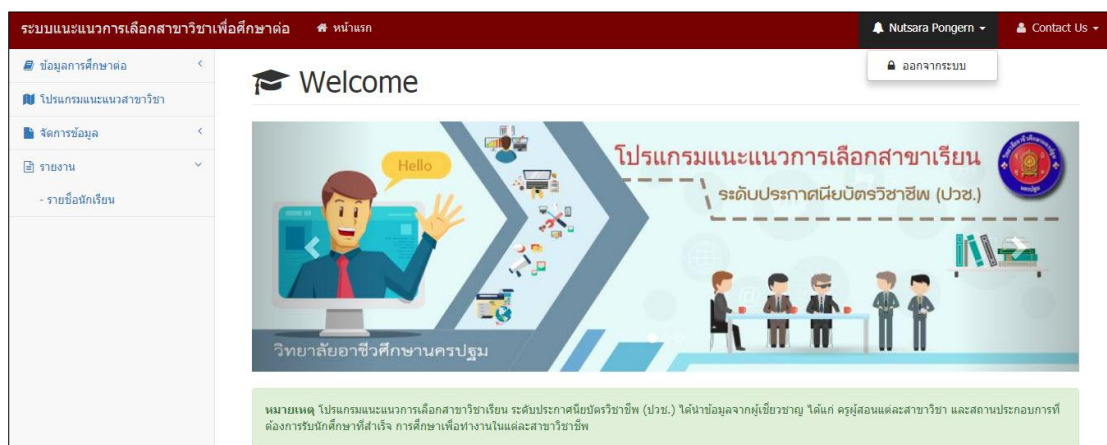 ระบบแนะแนวการเลือกสาขาวิชาเพื่อศึกษาต่อ หน้าแรก Nutsara Pongern Contact Us
ออกจากระบบ
ข้อมูลการศึกษาต่อ
โปรแกรมแนะแนวสาขาวิชา
จัดการข้อมูล
รายงาน
- รายชื่อนักเรียน
Welcome
Hello
โปรแกรมแนะแนวการเลือกสาขาเรียน
ระดับประกาศนียบัตรวิชาชีพ (ปวช.)
วิทยาลัยอาชีวศึกษานครปฐม
หมายเหตุ โปรแกรมแนะแนวการเลือกสาขาวิชาเรียน ระดับประกาศนียบัตรวิชาชีพ (ปวช.) ได้นำข้อมูลจากผู้เชี่ยวชาญ ได้แก่ ครูผู้สอนแต่ละสาขาวิชา และสถานประกอบการที่
ต้องการรับนักศึกษาที่สำเร็จ การศึกษาเพื่อทำงานในแต่ละสาขาวิชาชีพ